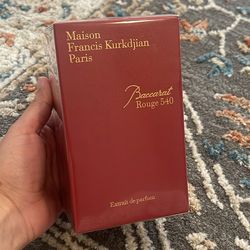 Maison
Francis Kurkdjian
Paris
Baccarat
Rouge 540
Extrait de parfum